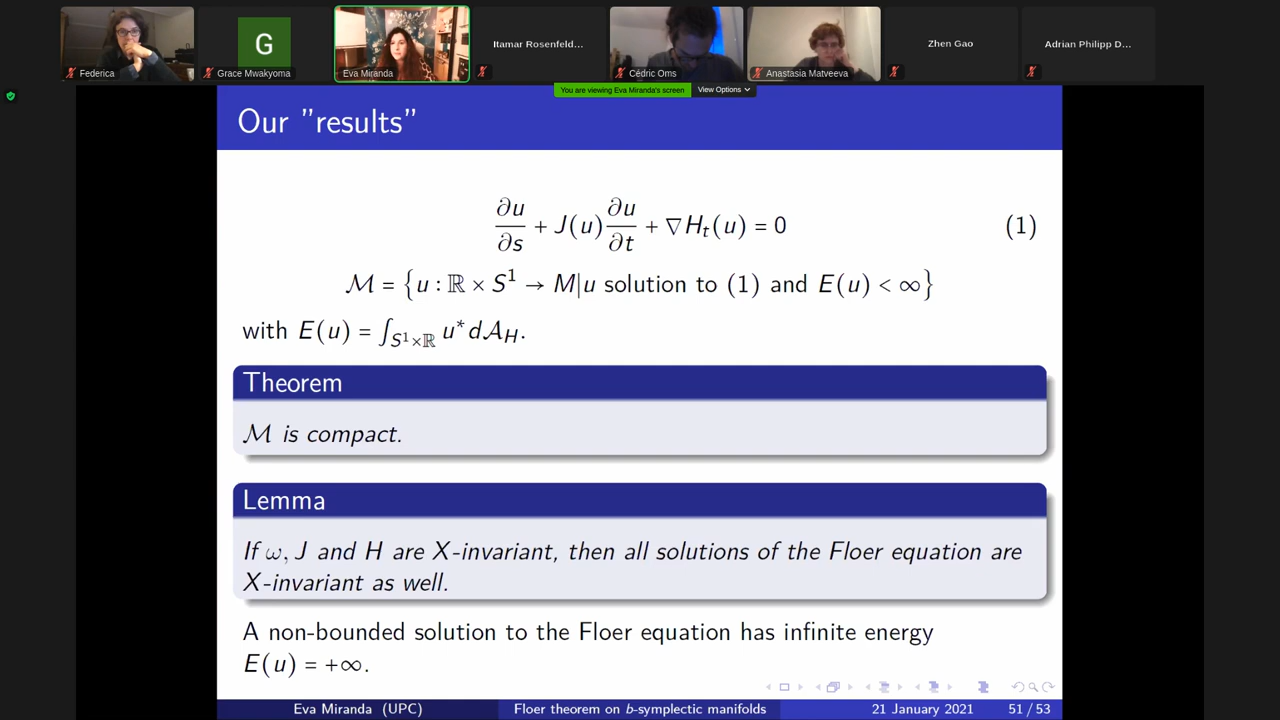 G
Itamar Rosenfeld...
Zhen Gao
Adrian Philipp D...
Federica
Grace Mwakyoma
Eva Miranda
Cédric Oms
Anastasia Matveeva
You are viewing Eva Miranda's screen
View Options
Our "results"
∂u/∂s + J(u)∂u/∂t + ∇H_t(u) = 0 (1)
ℳ = {u : ℝ × S¹ → M|u solution to (1) and E(u) < ∞}
with E(u) = ∫_{S¹×ℝ} u* d𝒜_H.
Theorem
ℳ is compact.
Lemma
If ω, J and H are X-invariant, then all solutions of the Floer equation are
X-invariant as well.
A non-bounded solution to the Floer equation has infinite energy
E(u) = +∞.
Eva Miranda (UPC) Floer theorem on b-symplectic manifolds 21 January 2021 51 / 53